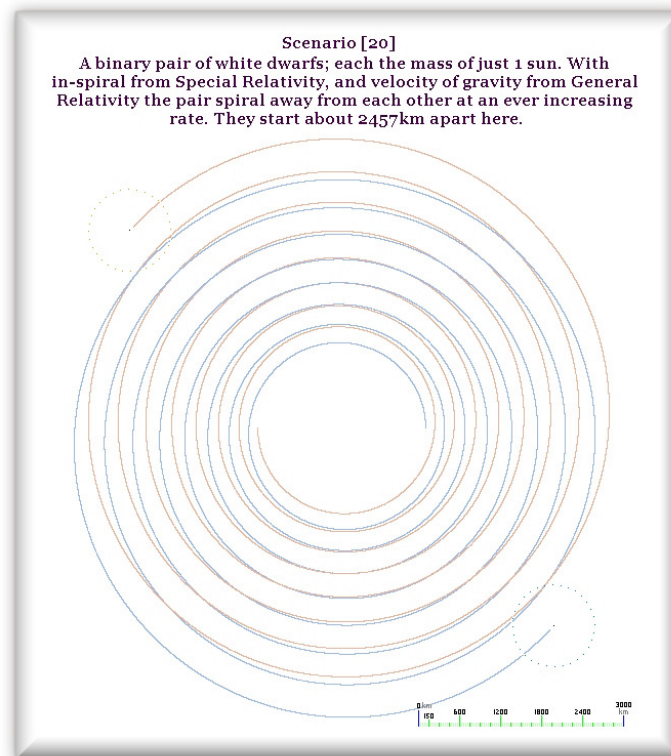 Scenario [20]
A binary pair of white dwarfs; each the mass of just 1 sun. With
in-spiral from Special Relativity, and velocity of gravity from General
Relativity the pair spiral away from each other at an ever increasing
rate. They start about 2457km apart here.
0km 150 600 1200 1800 2400 3000
km